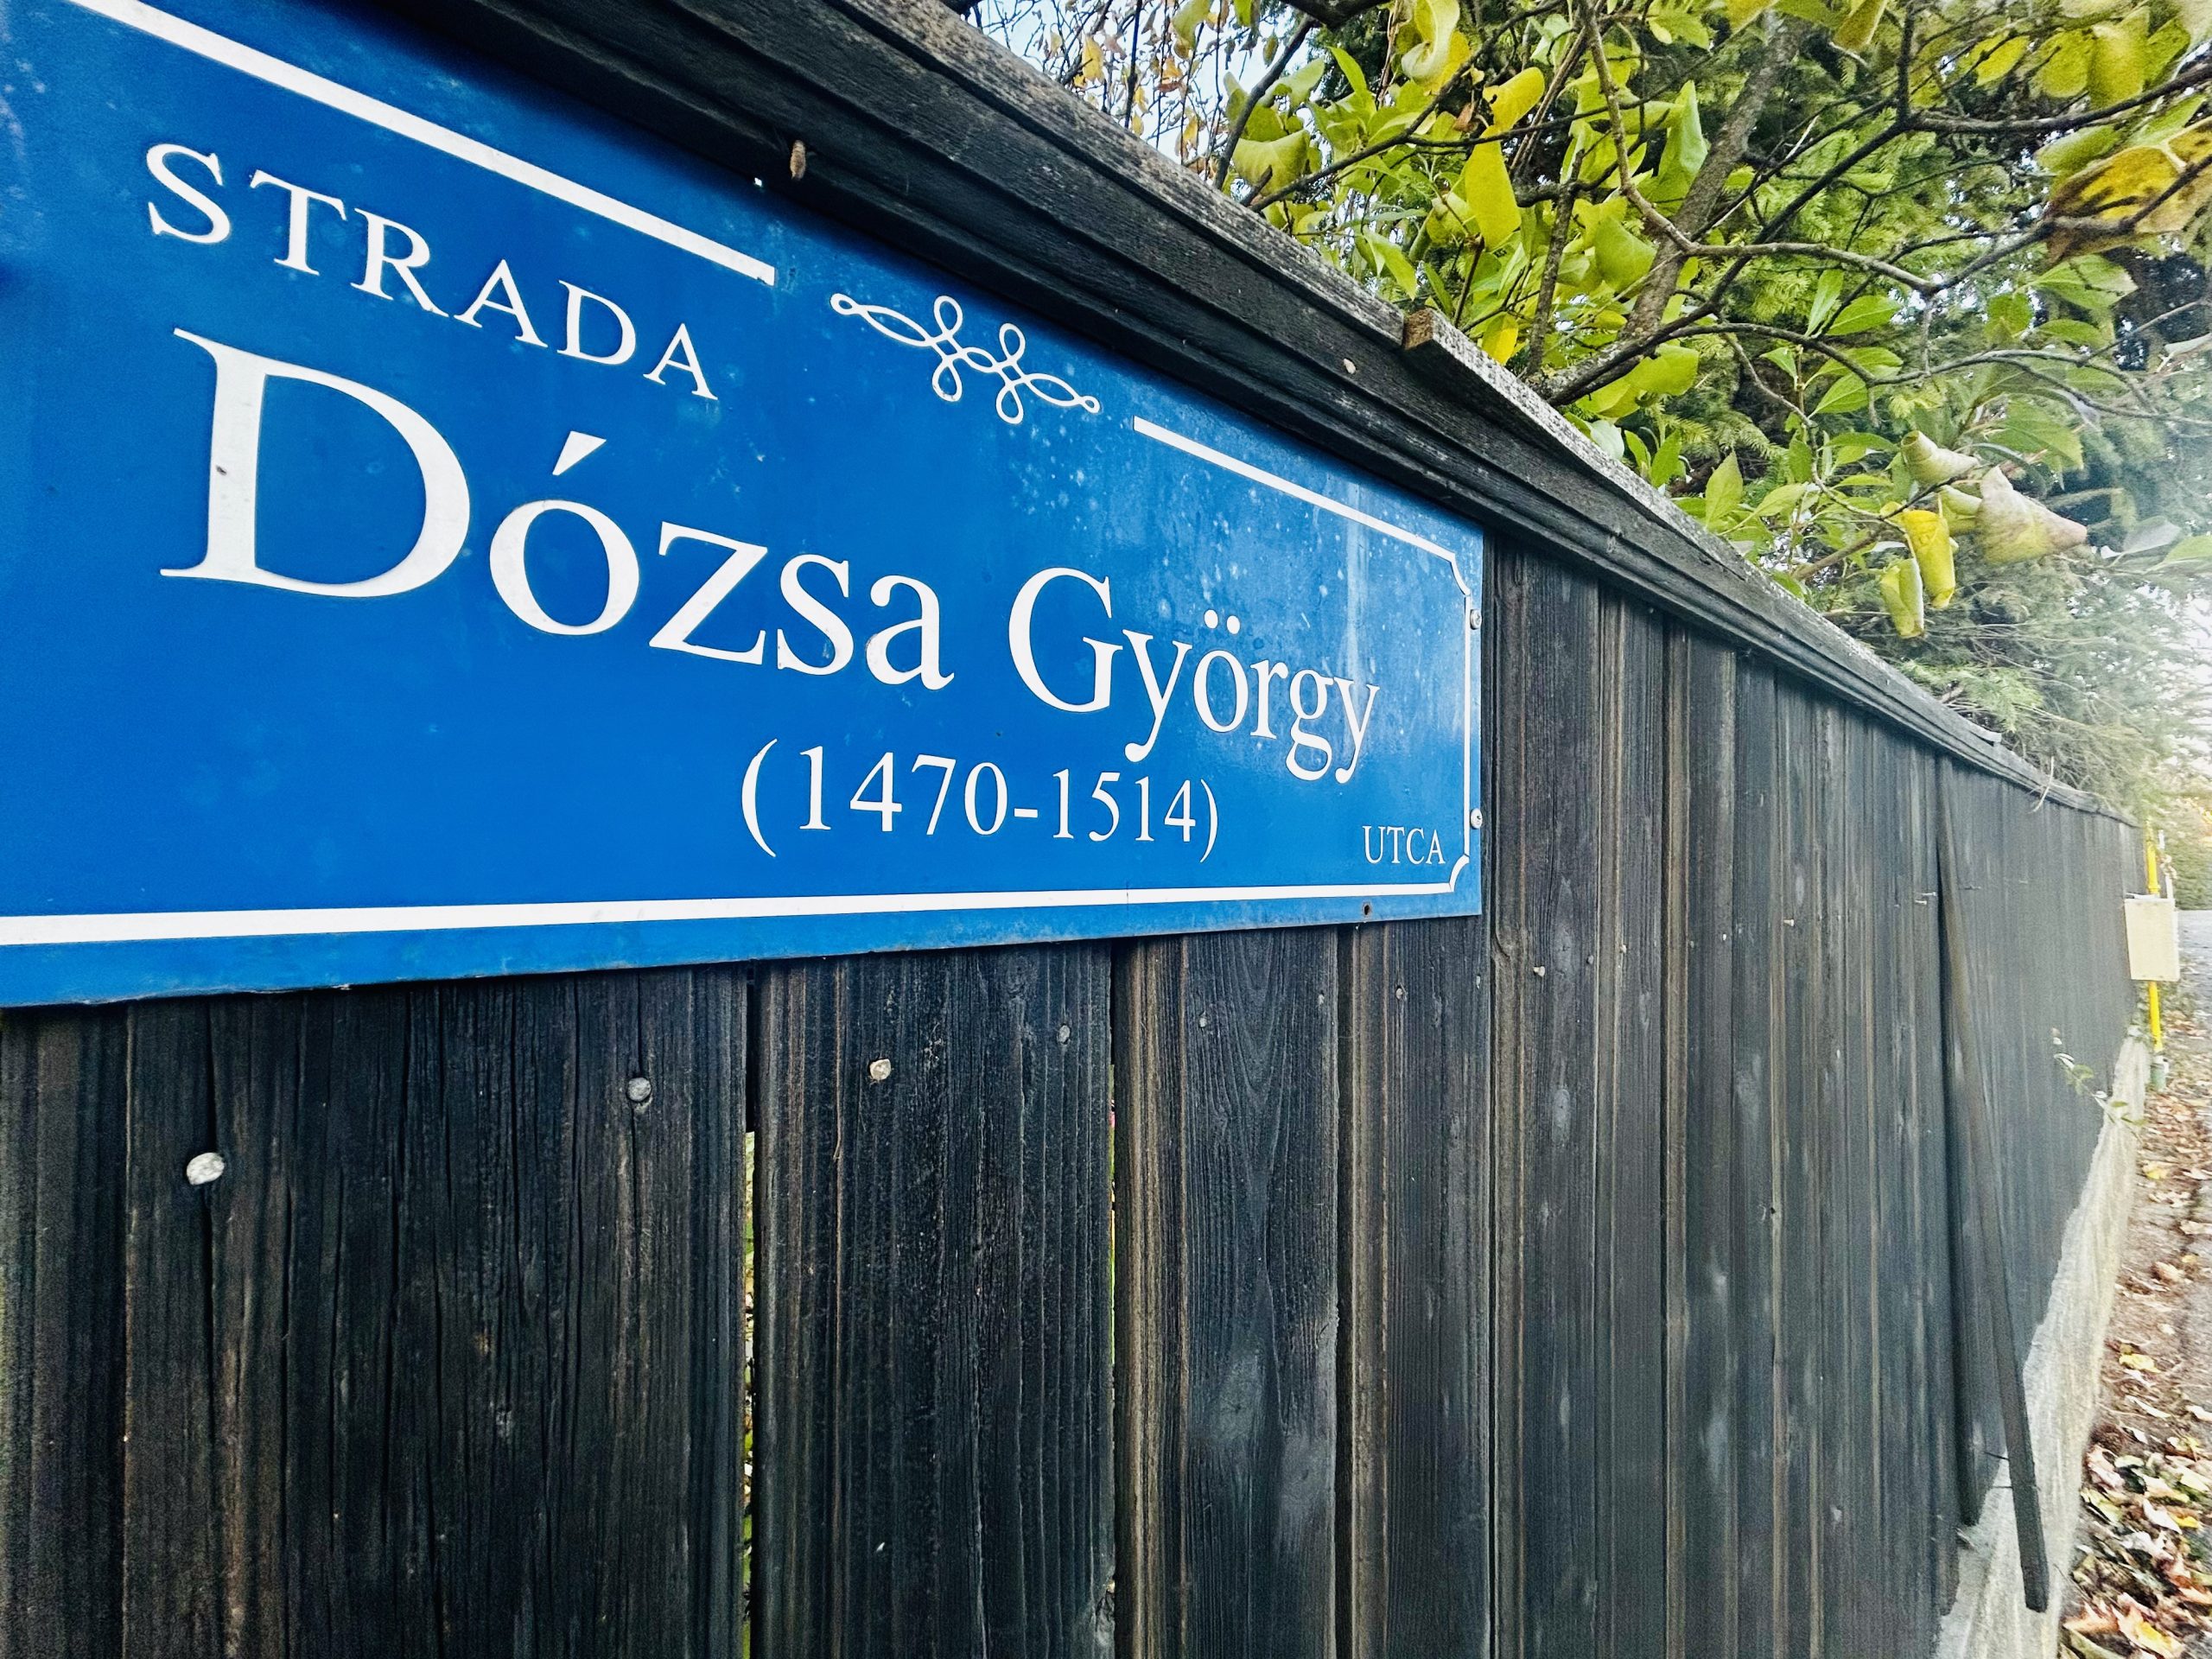 STRADA
Dózsa György
(1470-1514)
UTCA